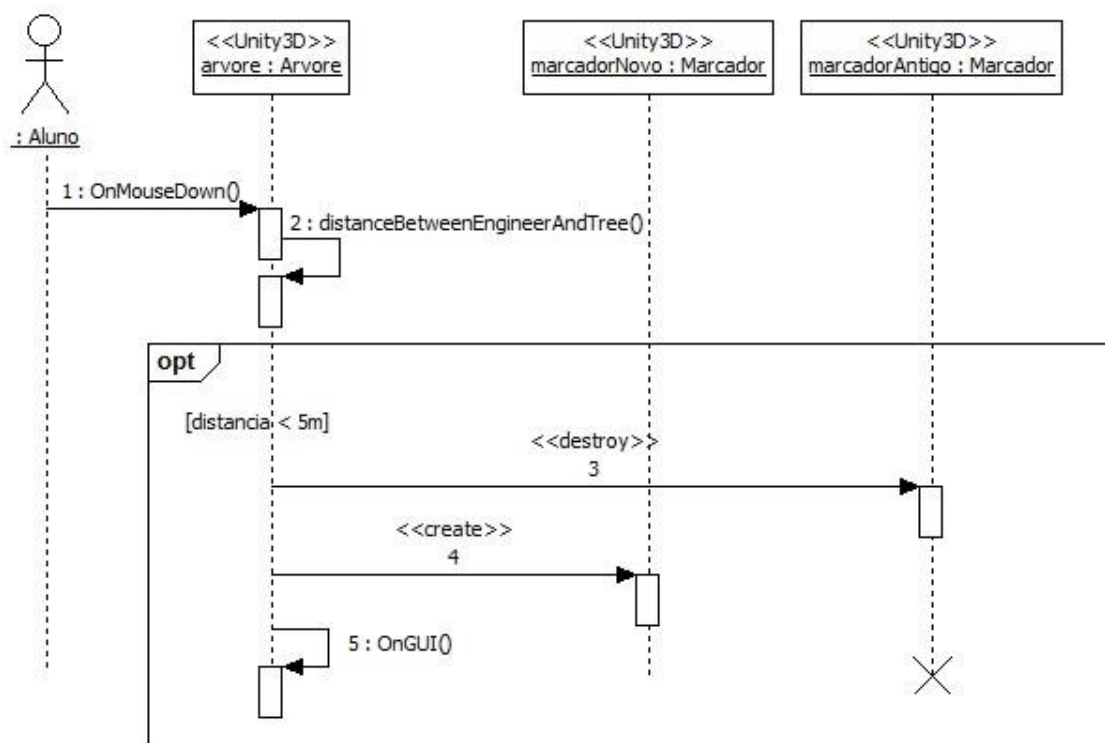 <<Unity3D>>
arvore : Arvore
<<Unity3D>>
marcadorNovo : Marcador
<<Unity3D>>
marcadorAntigo : Marcador
: Aluno
1 : OnMouseDown()
2 : distanceBetweenEngineerAndTree()
opt
[distancia < 5m]
<<destroy>>
3
<<create>>
4
5 : OnGUI()